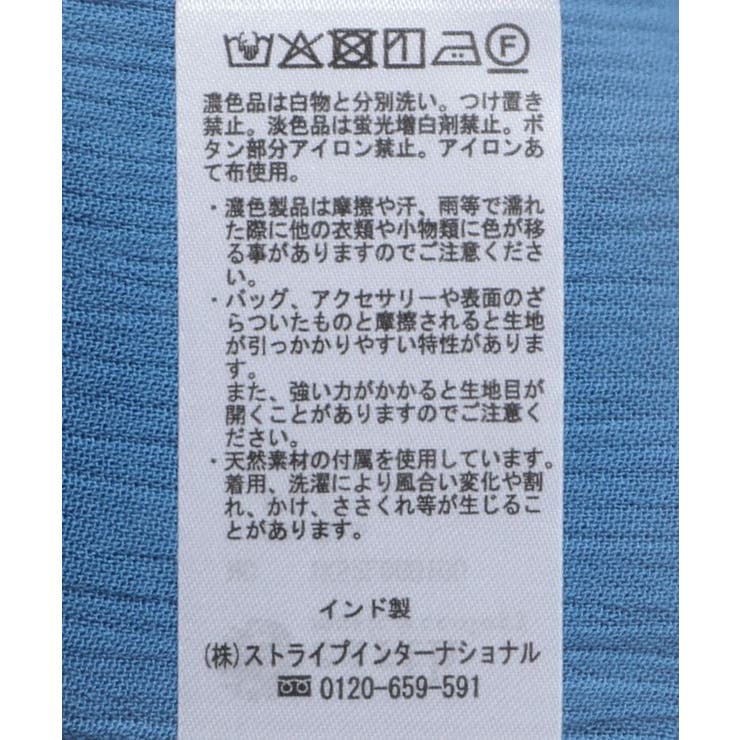 F
濃色品は白物と分別洗い。つけ置き
禁止。淡色品は蛍光増白剤禁止。ボ
タン部分アイロン禁止。アイロンあ
て布使用。
・濃色製品は摩擦や汗、雨等で濡れ
た際に他の衣類や小物類に色が移
る事がありますのでご注意くださ
い。
・バッグ、アクセサリーや表面のざ
らついたものと摩擦されると生地
が引っかかりやすい特性がありま
す。
また、強い力がかかると生地目が
開くことがありますのでご注意く
ださい。
・天然素材の付属を使用しています。
着用、洗濯により風合い変化や割
れ、かけ、ささくれ等が生じるこ
とがあります。
インド製
(株)ストライプインターナショナル
0120-659-591